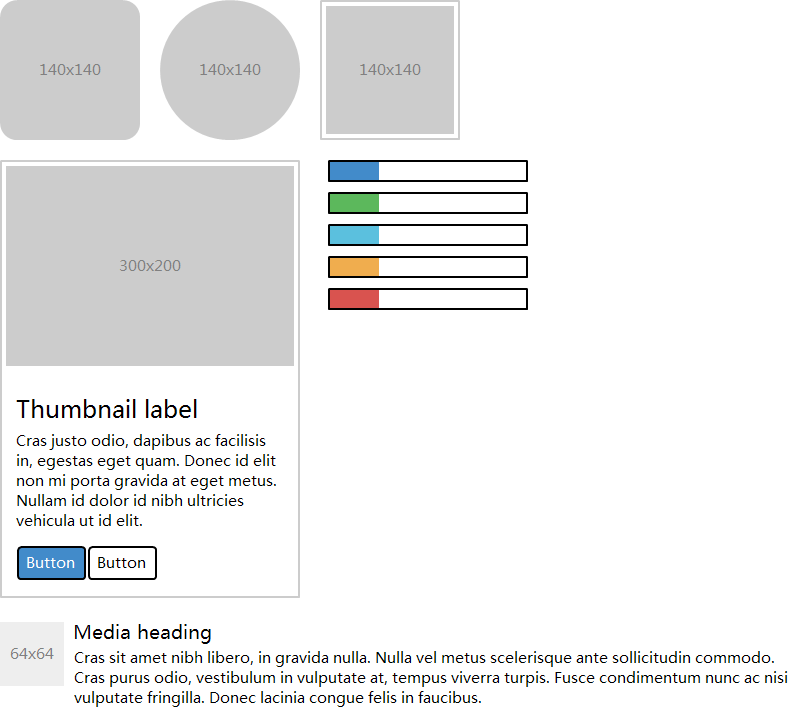 140x140
140x140
140x140
300x200
Thumbnail label
Cras justo odio, dapibus ac facilisis
in, egestas eget quam. Donec id elit
non mi porta gravida at eget metus.
Nullam id dolor id nibh ultricies
vehicula ut id elit.
Button
Button
64x64
Media heading
Cras sit amet nibh libero, in gravida nulla. Nulla vel metus scelerisque ante sollicitudin commodo.
Cras purus odio, vestibulum in vulputate at, tempus viverra turpis. Fusce condimentum nunc ac nisi
vulputate fringilla. Donec lacinia congue felis in faucibus.